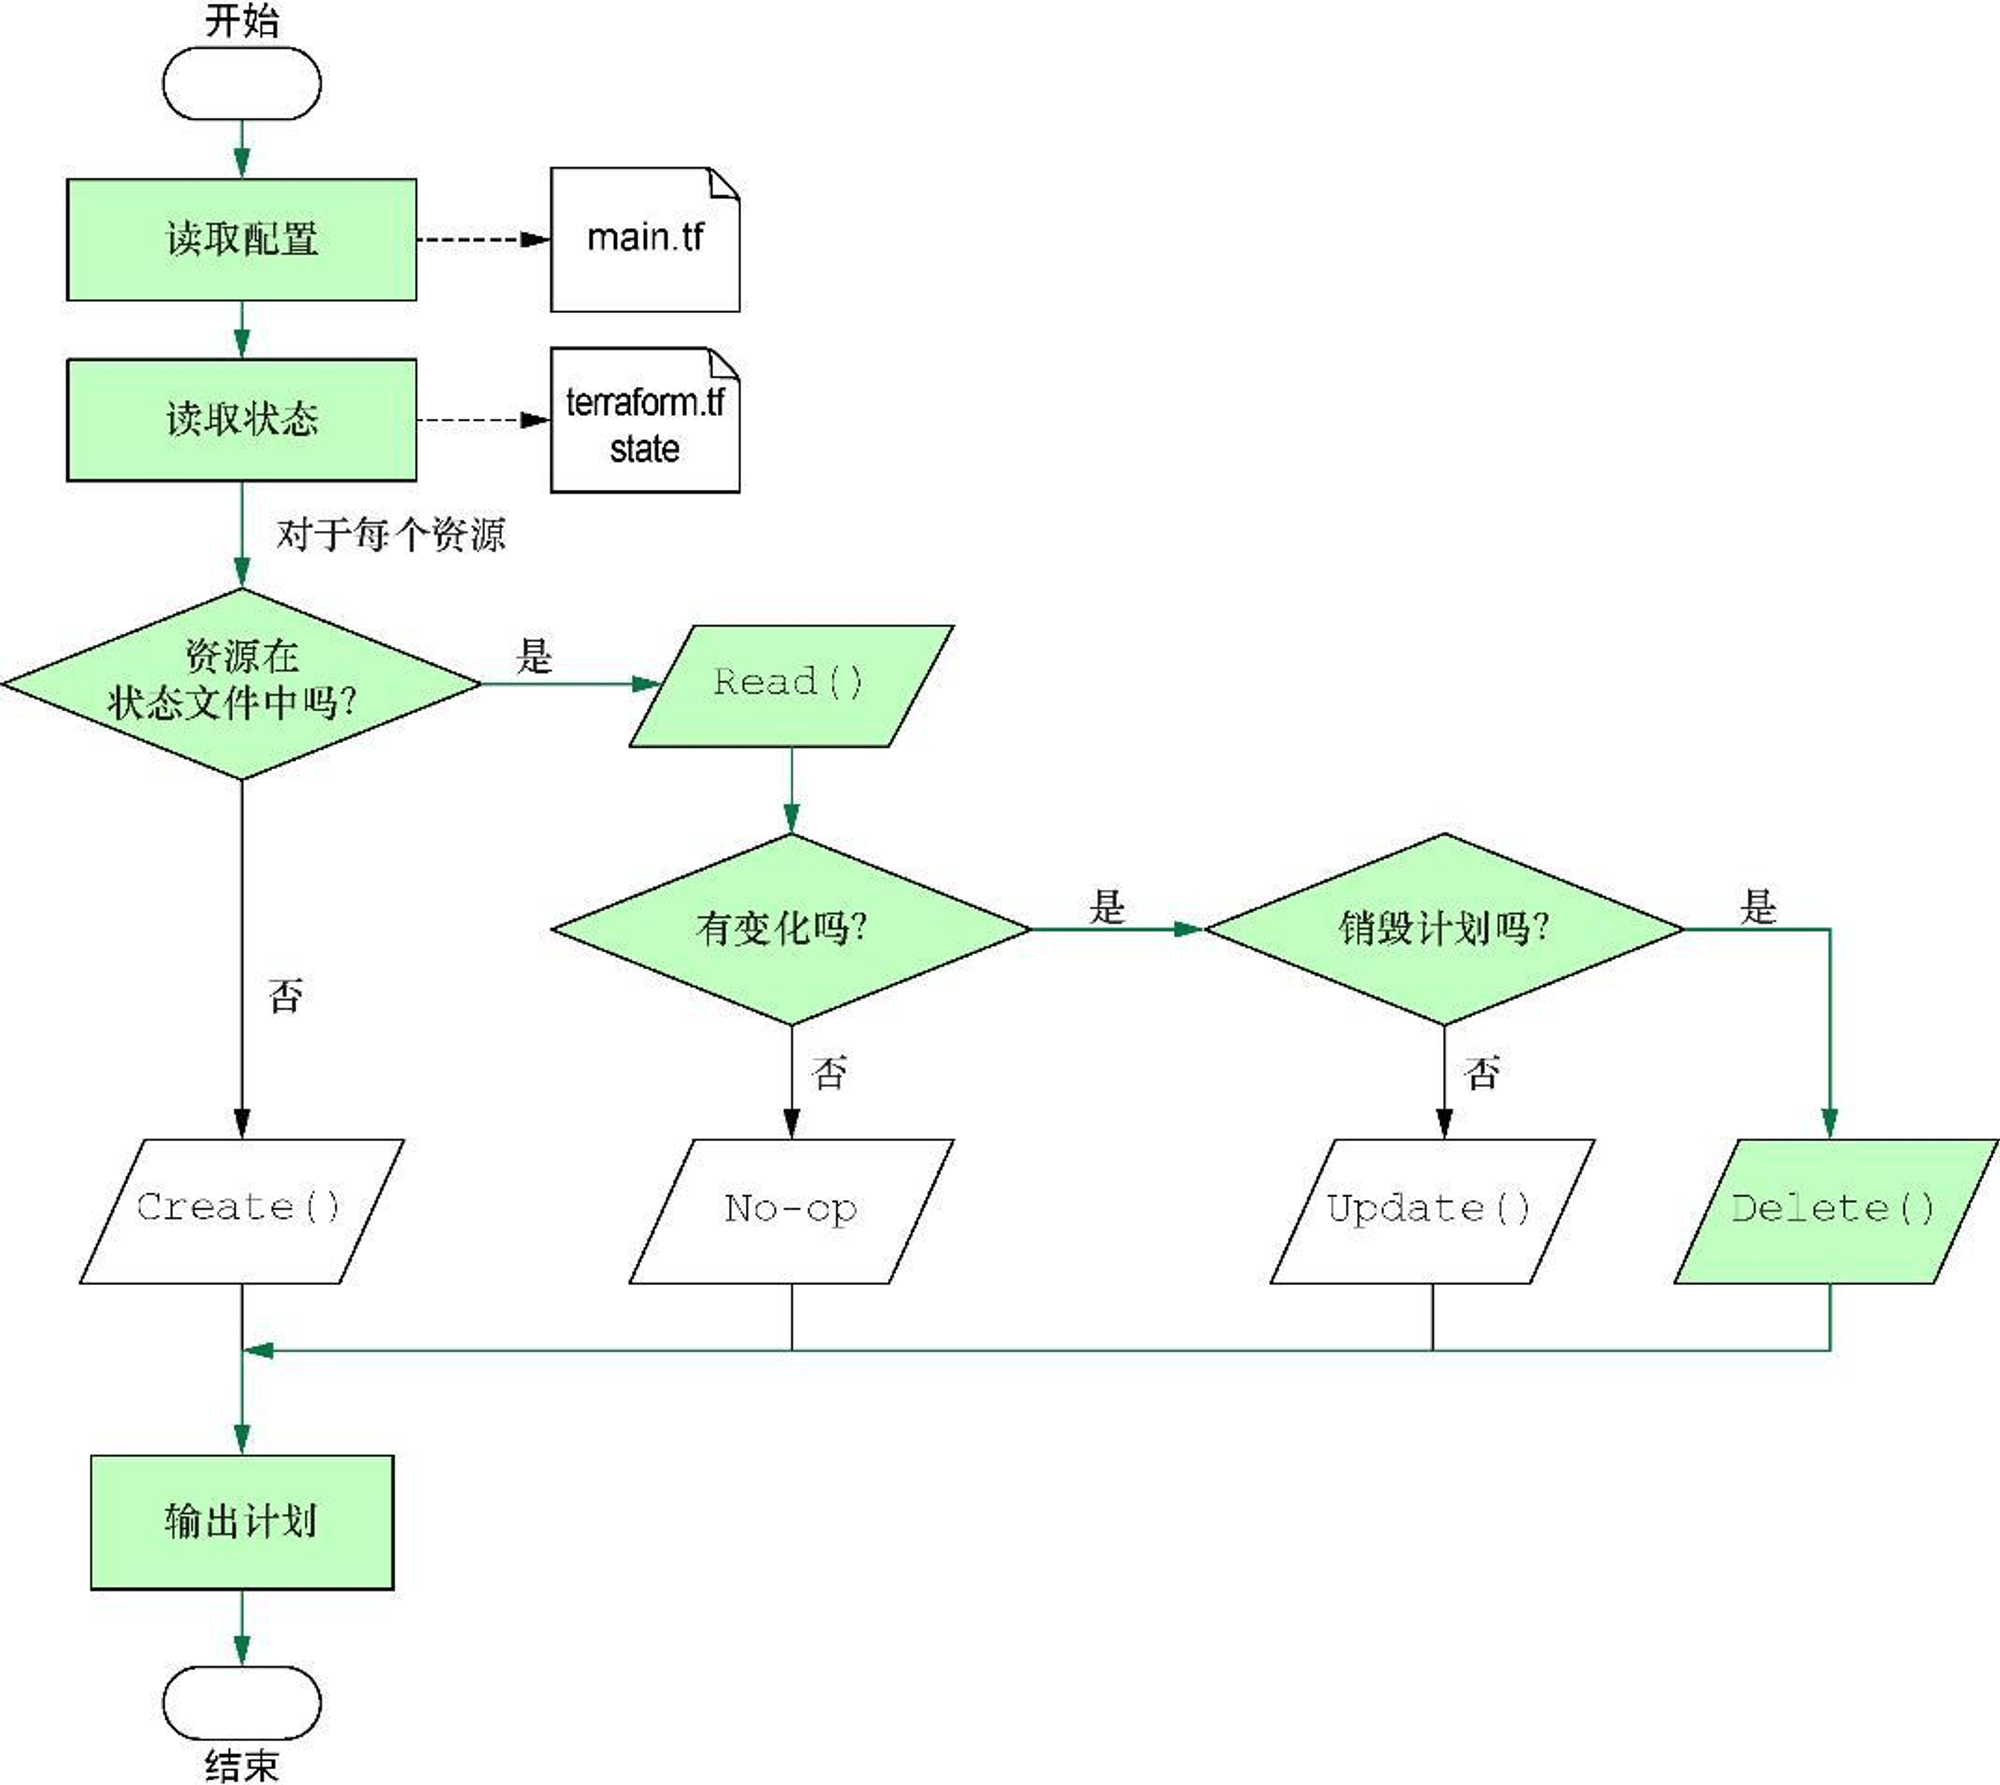 开始
读取配置
main.tf
读取状态
terraform.tf
state
对于每个资源
资源在
状态文件中吗?
是
Read()
有变化吗?
是
销毁计划吗?
是
否
否
否
Create()
No-op
Update()
Delete()
输出计划
结束